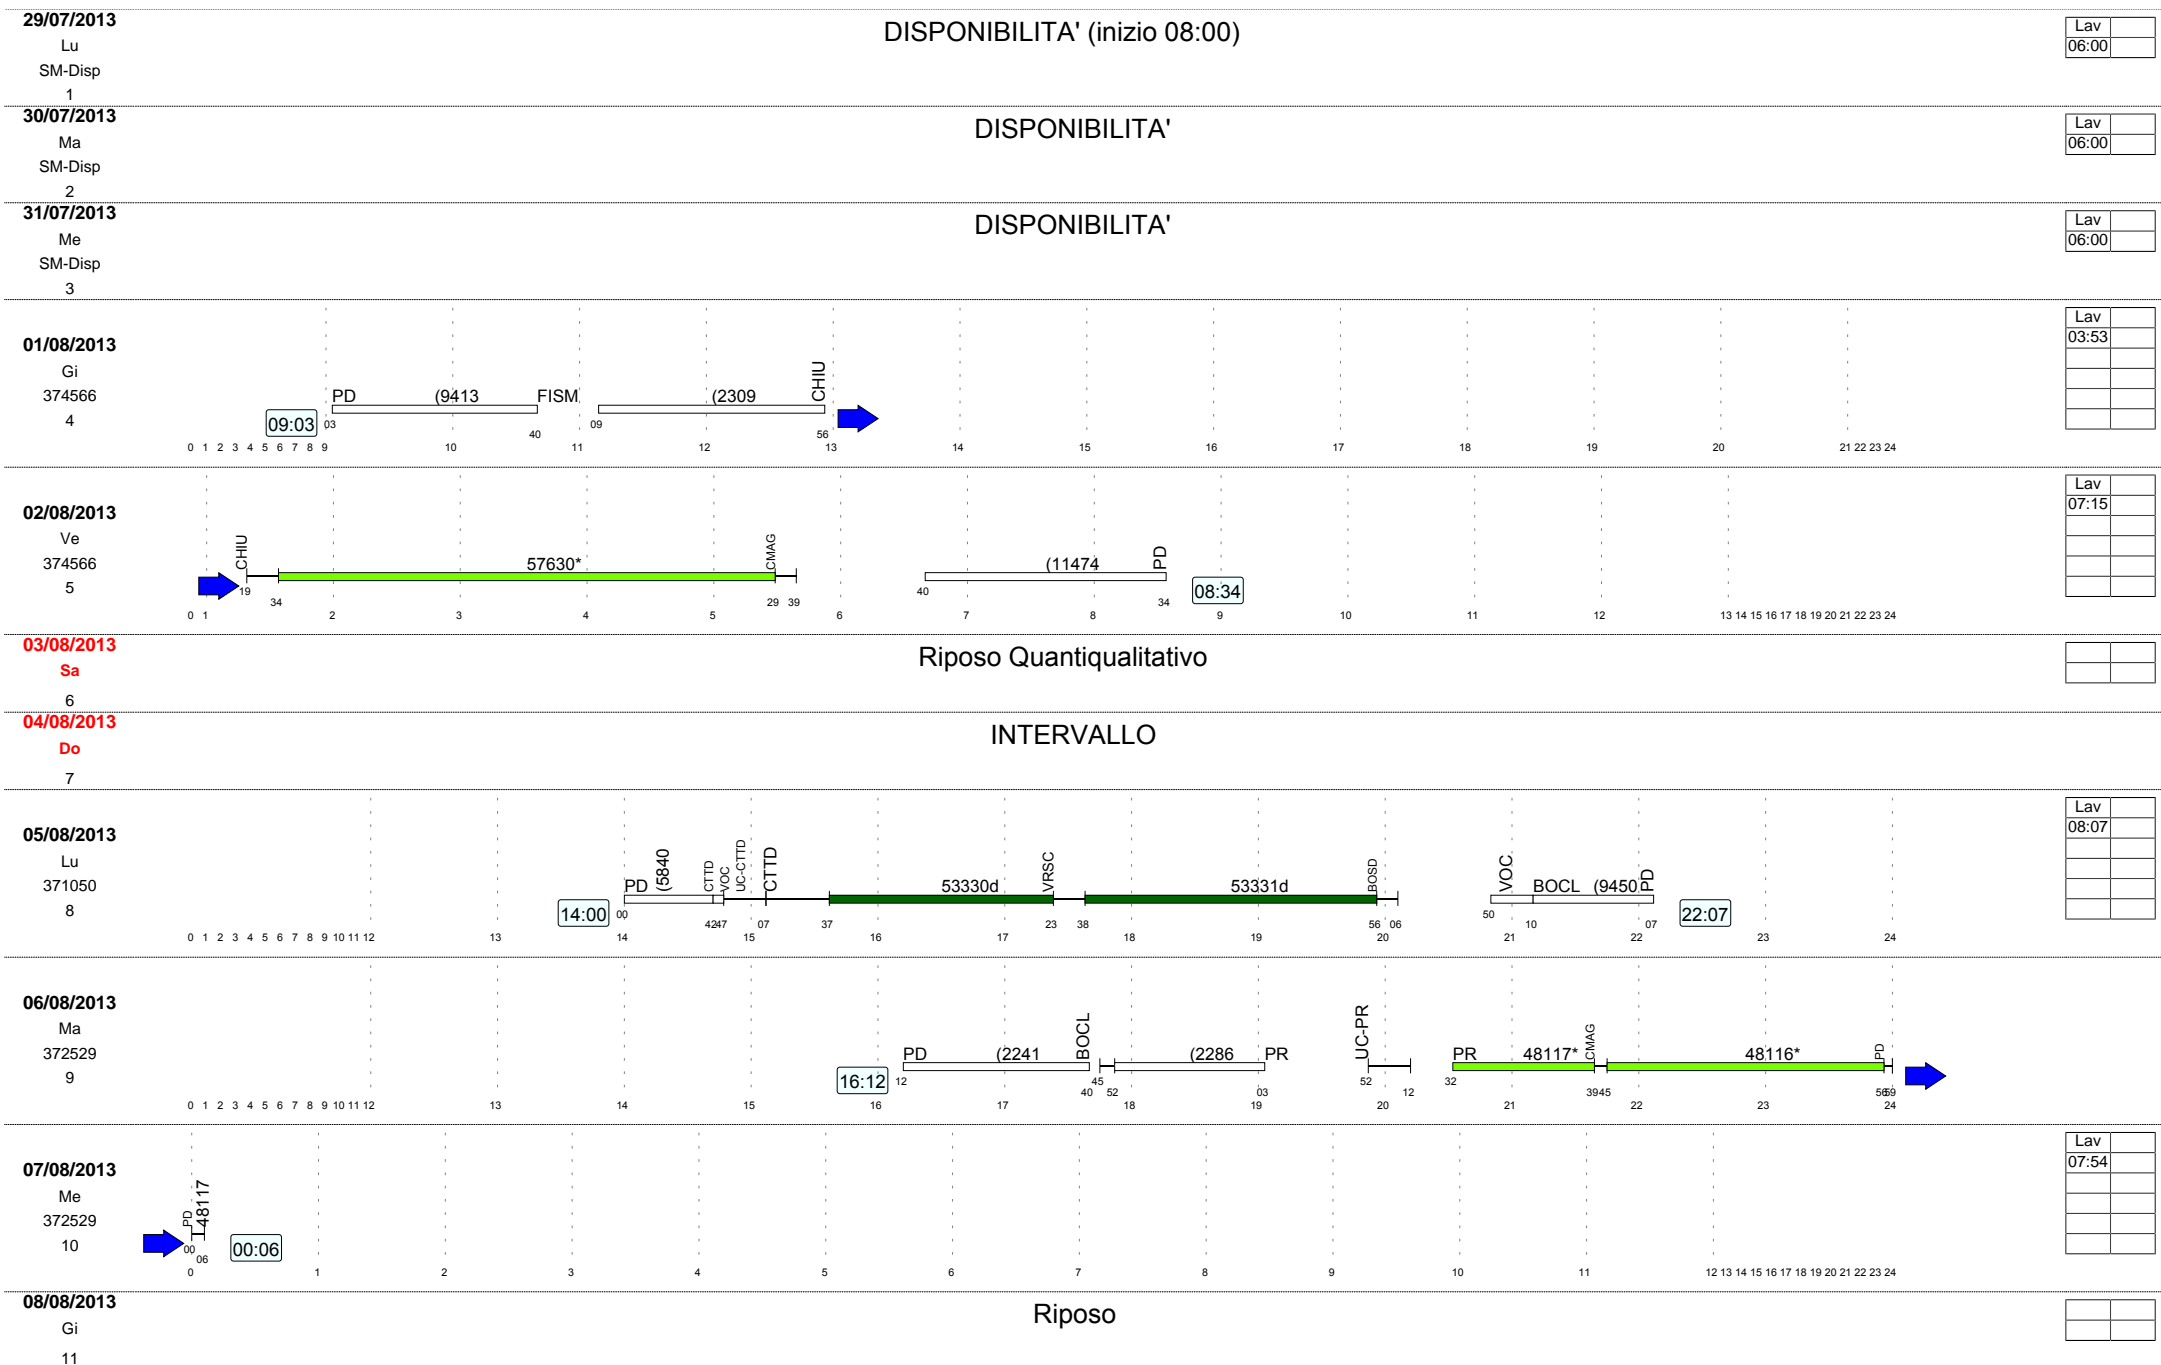 29/07/2013
Lu
SM-Disp
1
DISPONIBILITA' (inizio 08:00)
Lav
06:00
30/07/2013
Ma
SM-Disp
2
DISPONIBILITA'
Lav
06:00
31/07/2013
Me
SM-Disp
3
DISPONIBILITA'
Lav
06:00
01/08/2013
Gi
374566
4
09:03
PD (9413 FISM (2309 CHIU
03 40 09 56
0 1 2 3 4 5 6 7 8 9 10 11 12 13 14 15 16 17 18 19 20 21 22 23 24
Lav
03:53
02/08/2013
Ve
374566
5
CHIU 57630* CMAG (11474 PD
19 34 29 39 40 34
08:34
0 1 2 3 4 5 6 7 8 9 10 11 12 13 14 15 16 17 18 19 20 21 22 23 24
Lav
07:15
03/08/2013
Sa
6
Riposo Quantiqualitativo
04/08/2013
Do
7
INTERVALLO
05/08/2013
Lu
371050
8
14:00
PD (5840 CTTD VOC UC-CTTD CTTD 53330d VRSC 53331d BOSD VOC BOCL (9450 PD
00 42 47 07 37 23 38 56 06 50 10 07
22:07
0 1 2 3 4 5 6 7 8 9 10 11 12 13 14 15 16 17 18 19 20 21 22 23 24
Lav
08:07
06/08/2013
Ma
372529
9
16:12
PD (2241 BOCL (2286 PR UC-PR PR 48117* CMAG 48116* PD
12 40 45 52 03 52 12 32 39 45 56 59
0 1 2 3 4 5 6 7 8 9 10 11 12 13 14 15 16 17 18 19 20 21 22 23 24
07/08/2013
Me
372529
10
PD 48117
00 06
00:06
0 1 2 3 4 5 6 7 8 9 10 11 12 13 14 15 16 17 18 19 20 21 22 23 24
Lav
07:54
08/08/2013
Gi
11
Riposo